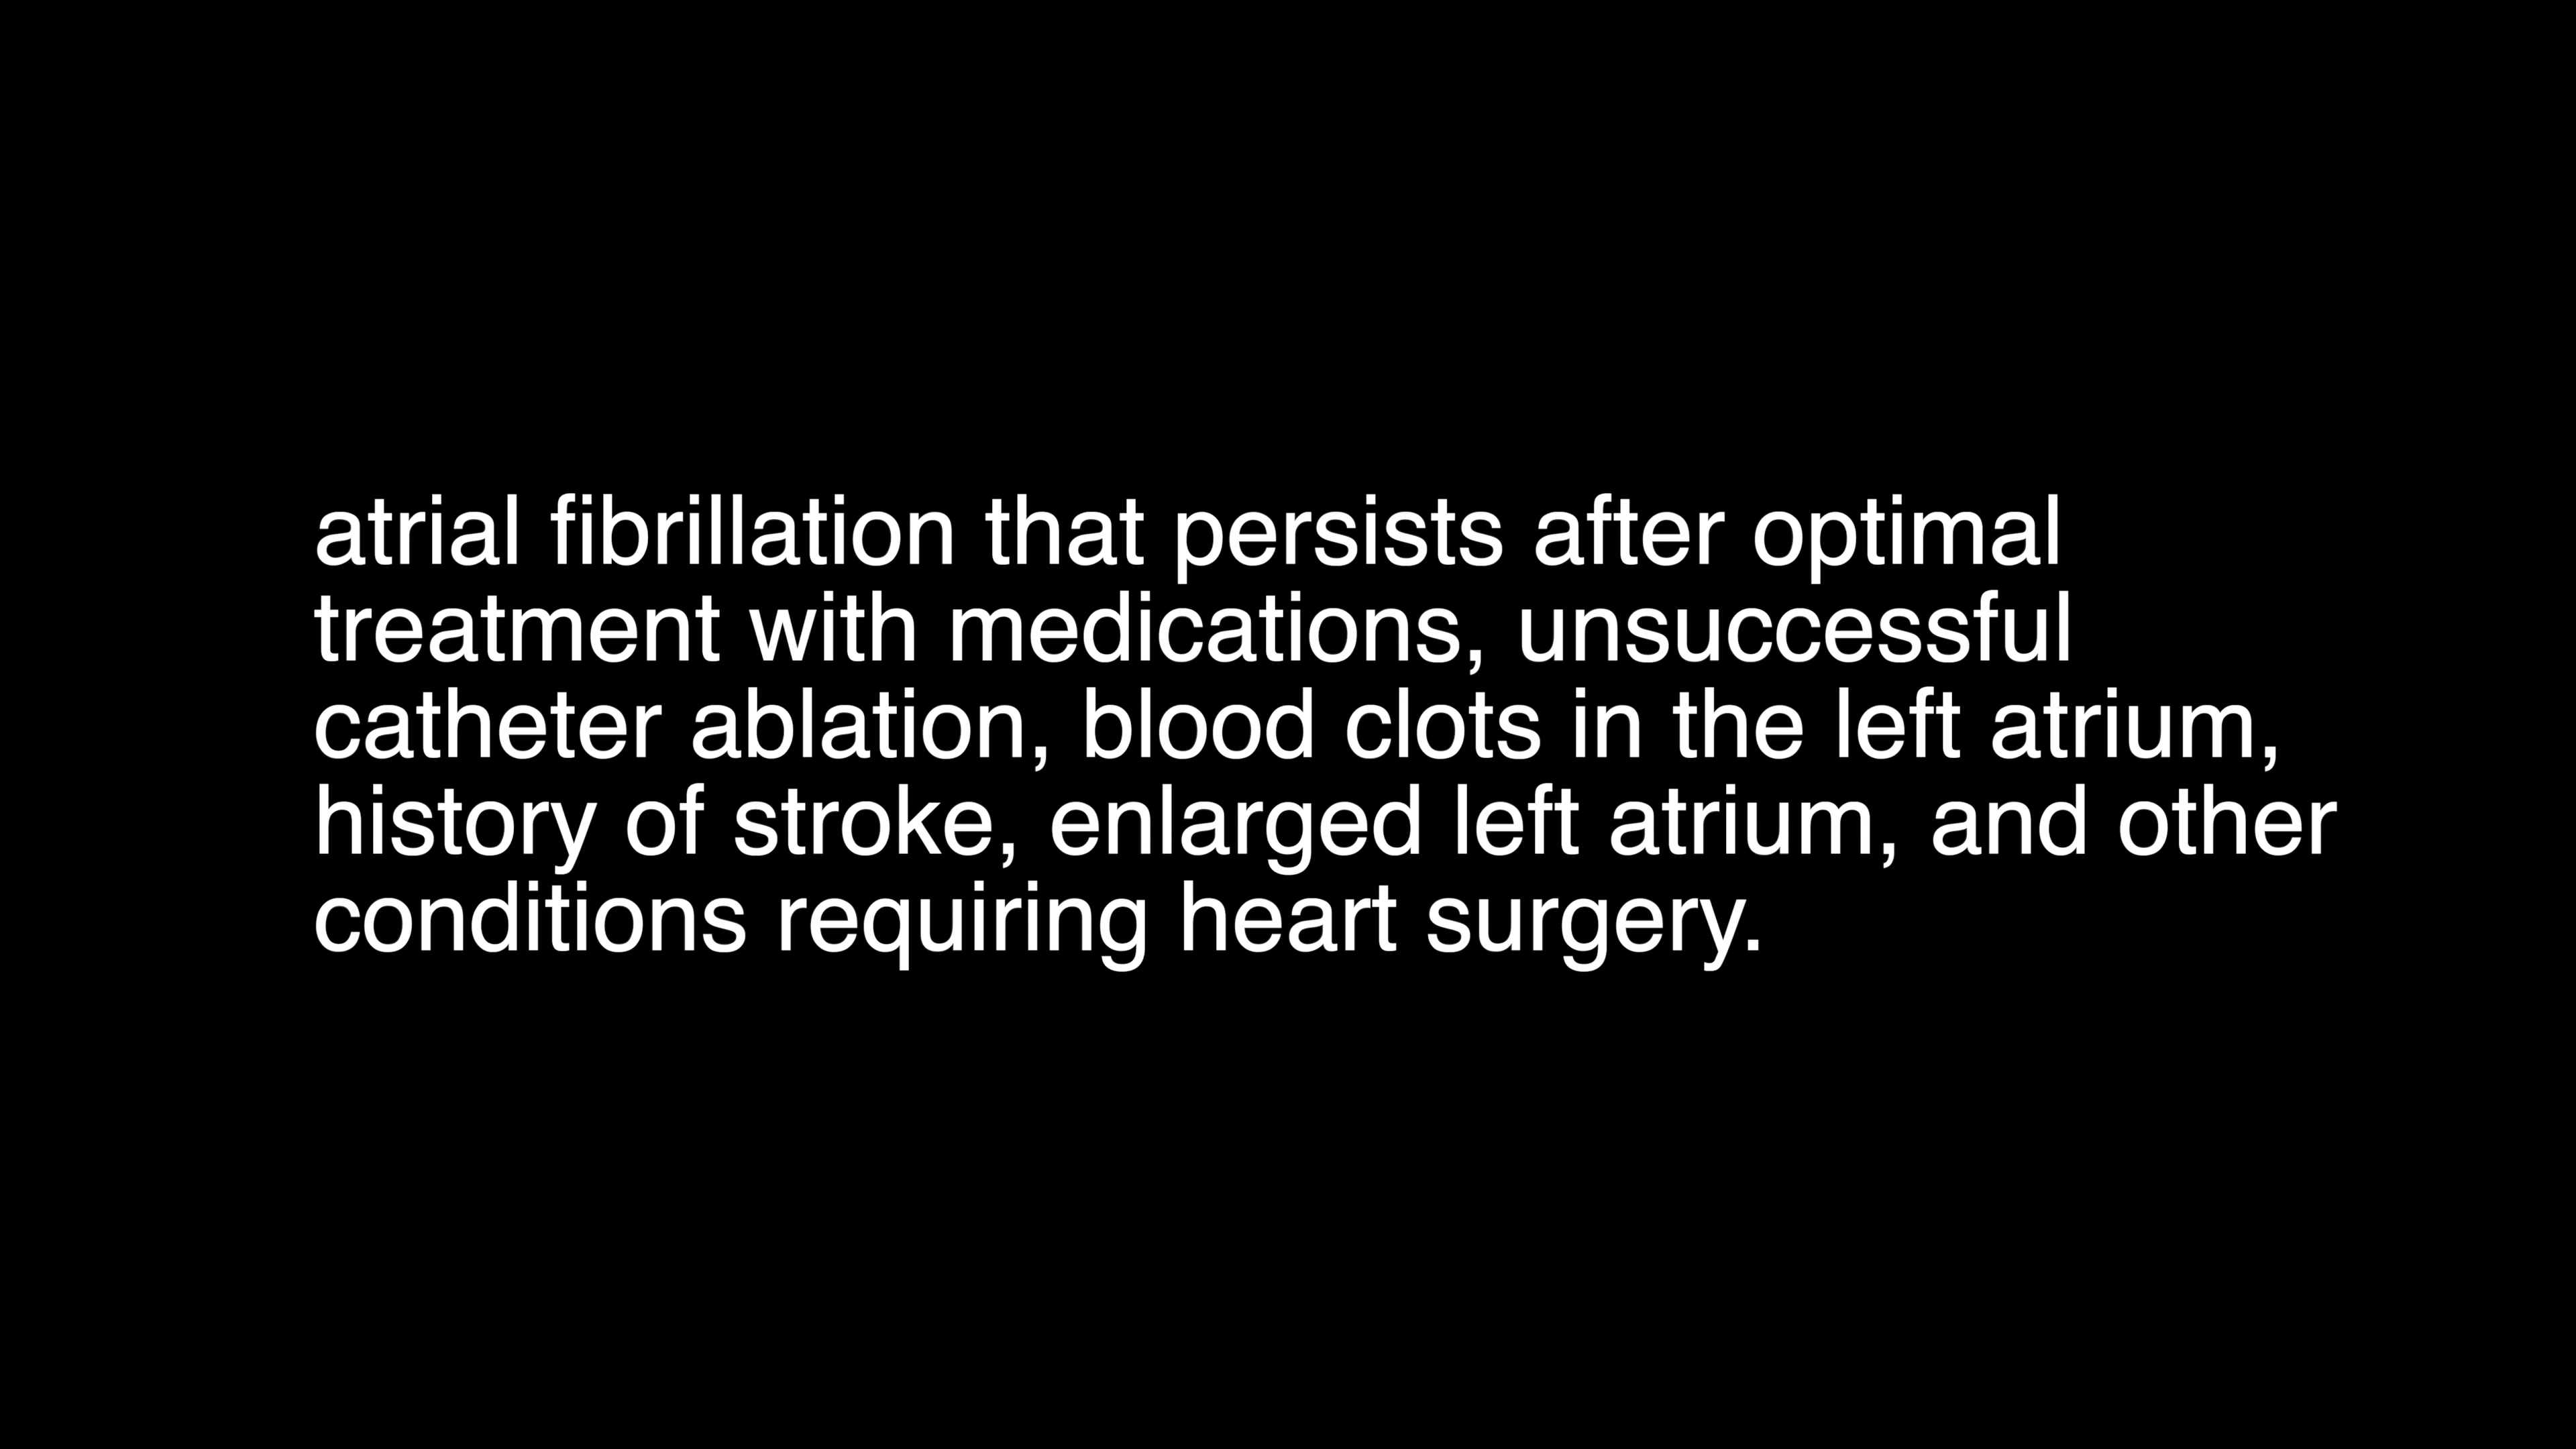 atrial fibrillation that persists after optimal
treatment with medications, unsuccessful
catheter ablation, blood clots in the left atrium,
history of stroke, enlarged left atrium, and other
conditions requiring heart surgery.